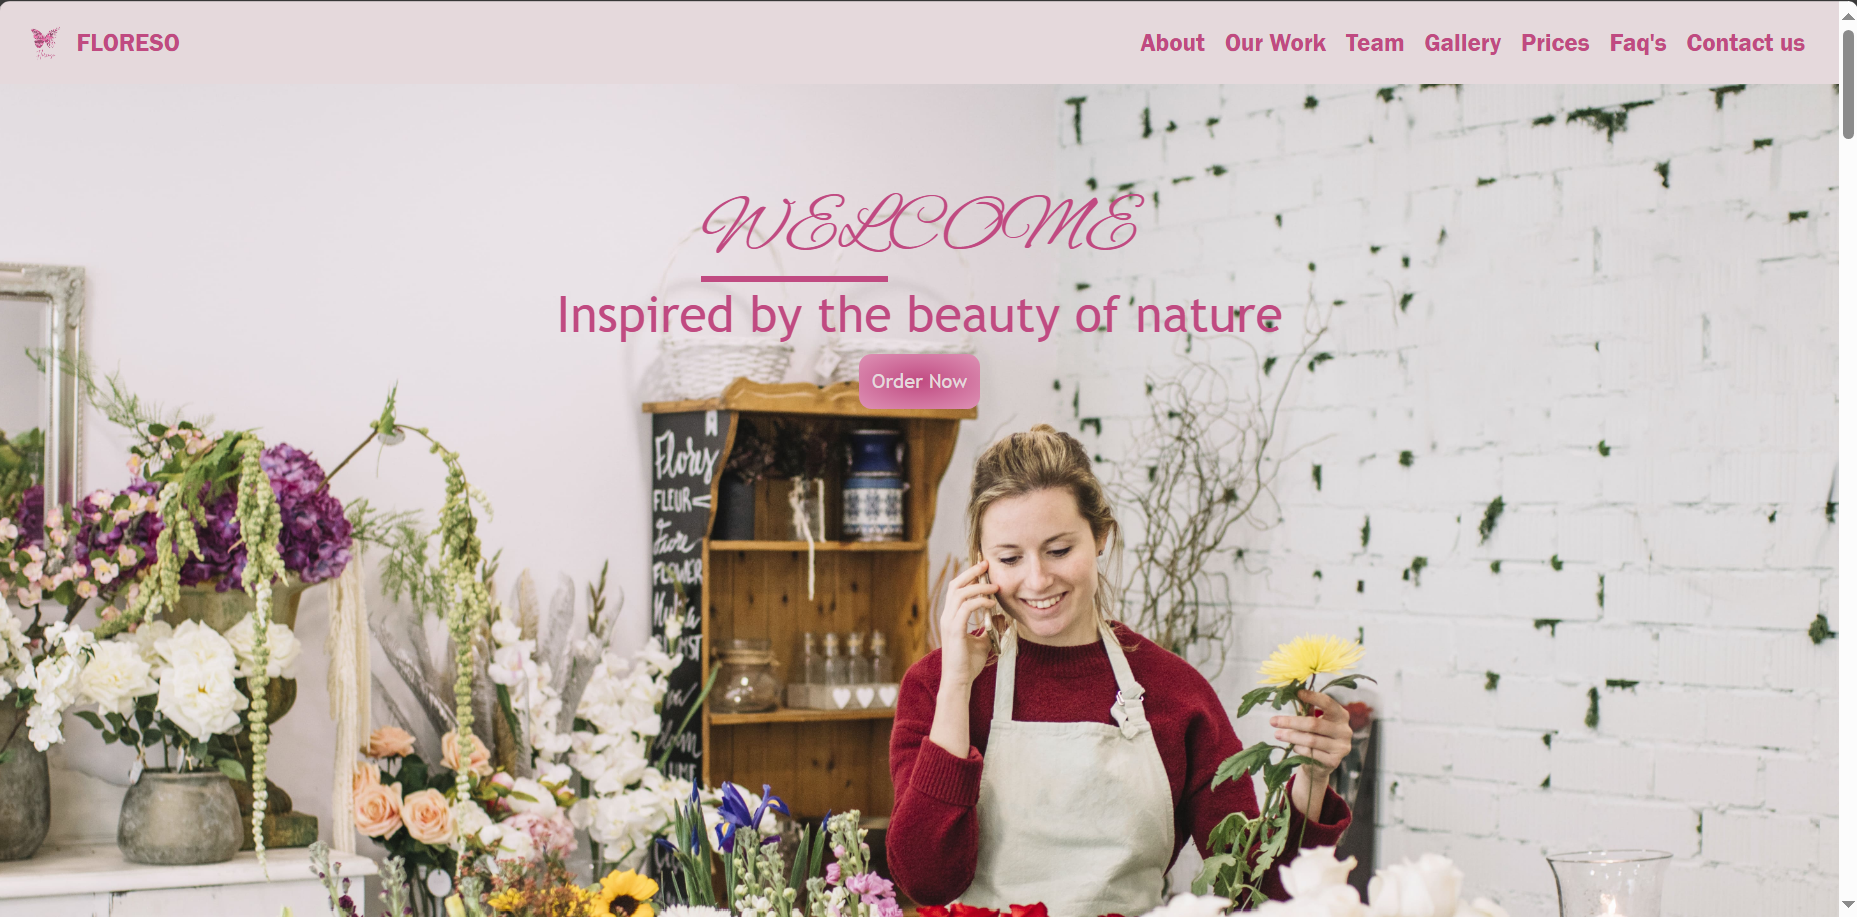 FLORESO
About Our Work Team Gallery Prices Faq's Contact us
WELCOME
Inspired by the beauty of nature
Order Now
Flores
FLEUR
Fiore
FLOWER